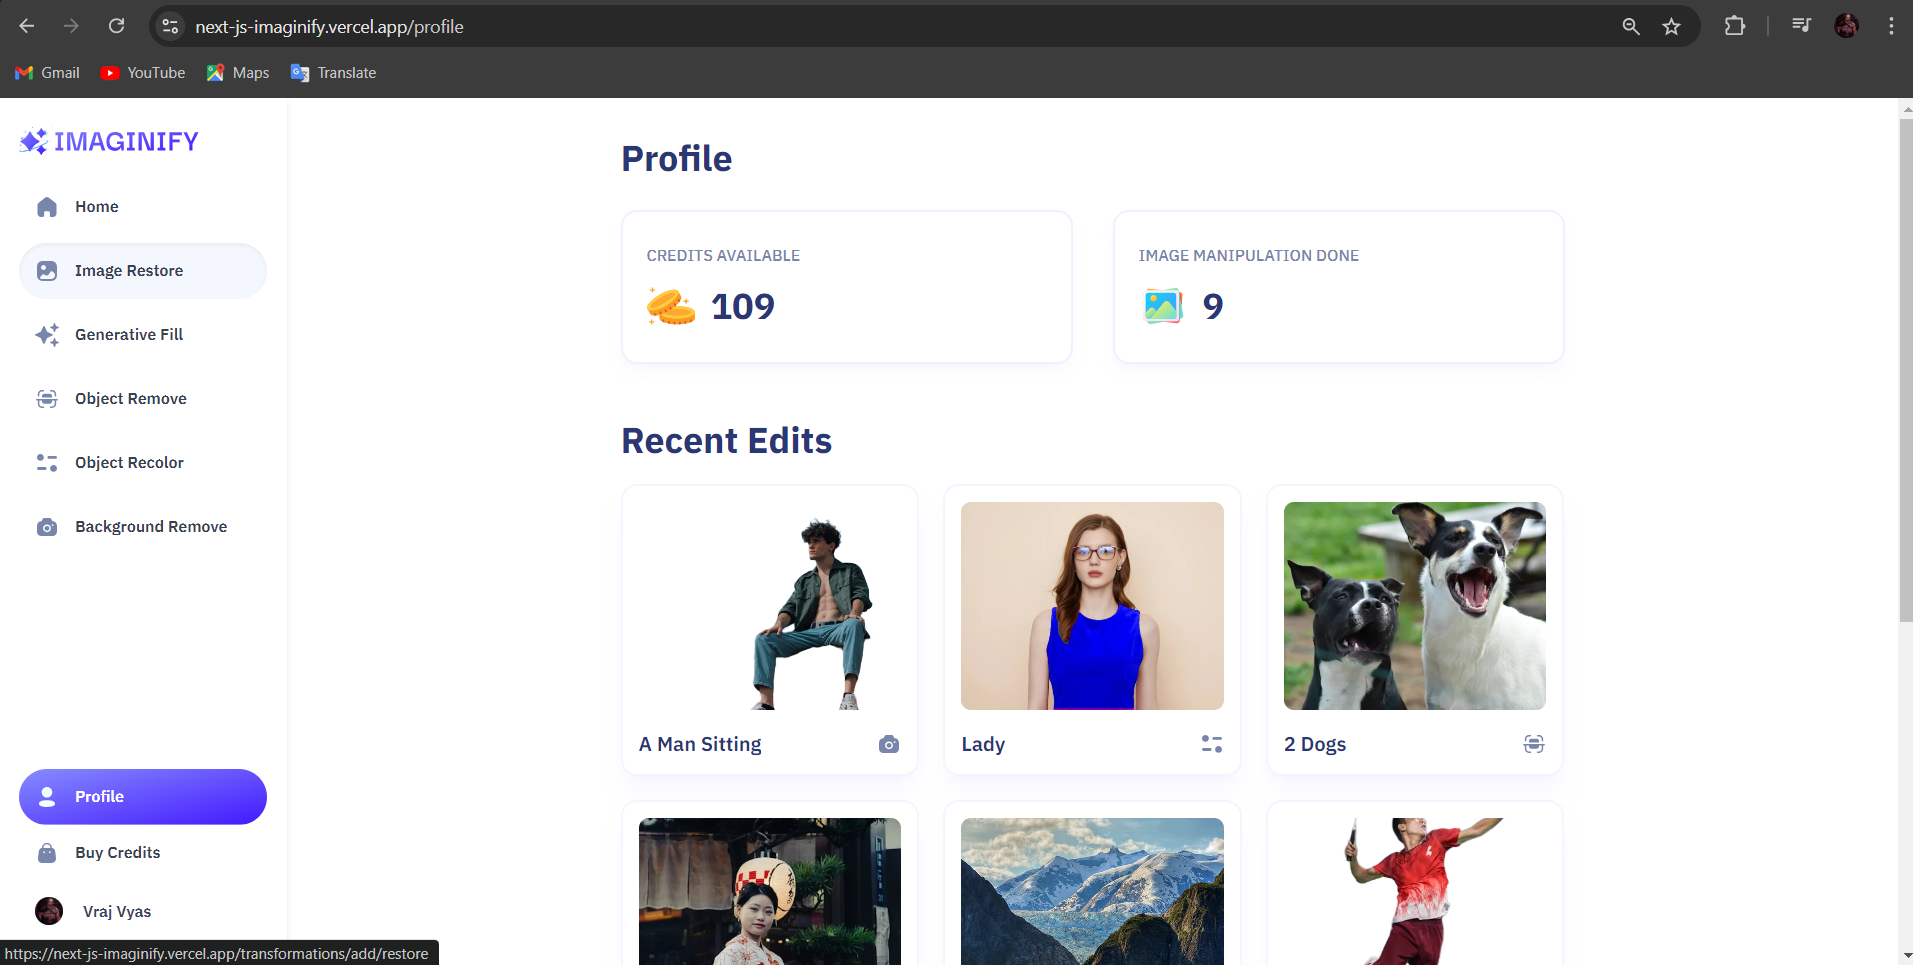 next-js-imaginify.vercel.app/profile
Gmail
YouTube
Maps
Translate
IMAGINIFY
Home
Image Restore
Generative Fill
Object Remove
Object Recolor
Background Remove
Profile
Buy Credits
Vraj Vyas
https://next-js-imaginify.vercel.app/transformations/add/restore
Profile
CREDITS AVAILABLE
109
IMAGE MANIPULATION DONE
9
Recent Edits
A Man Sitting
Lady
2 Dogs